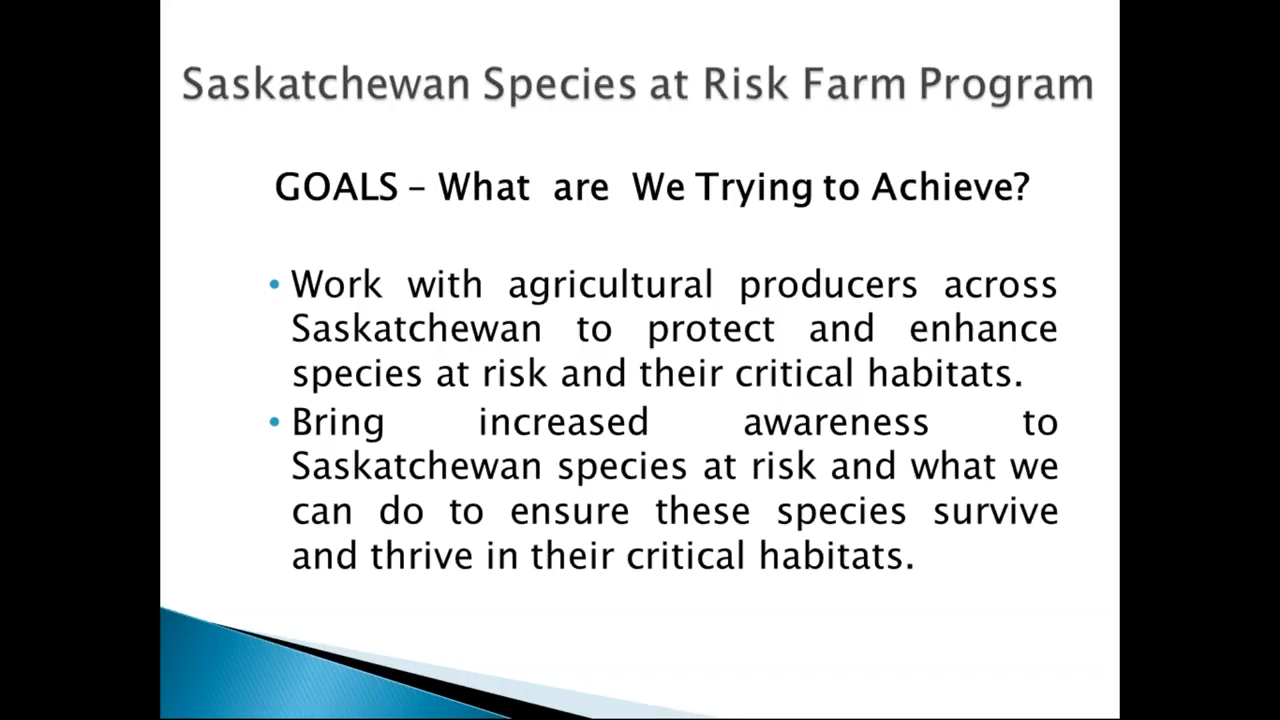 Saskatchewan Species at Risk Farm Program
GOALS – What are We Trying to Achieve?
• Work with agricultural producers across
Saskatchewan to protect and enhance
species at risk and their critical habitats.
• Bring increased awareness to
Saskatchewan species at risk and what we
can do to ensure these species survive
and thrive in their critical habitats.